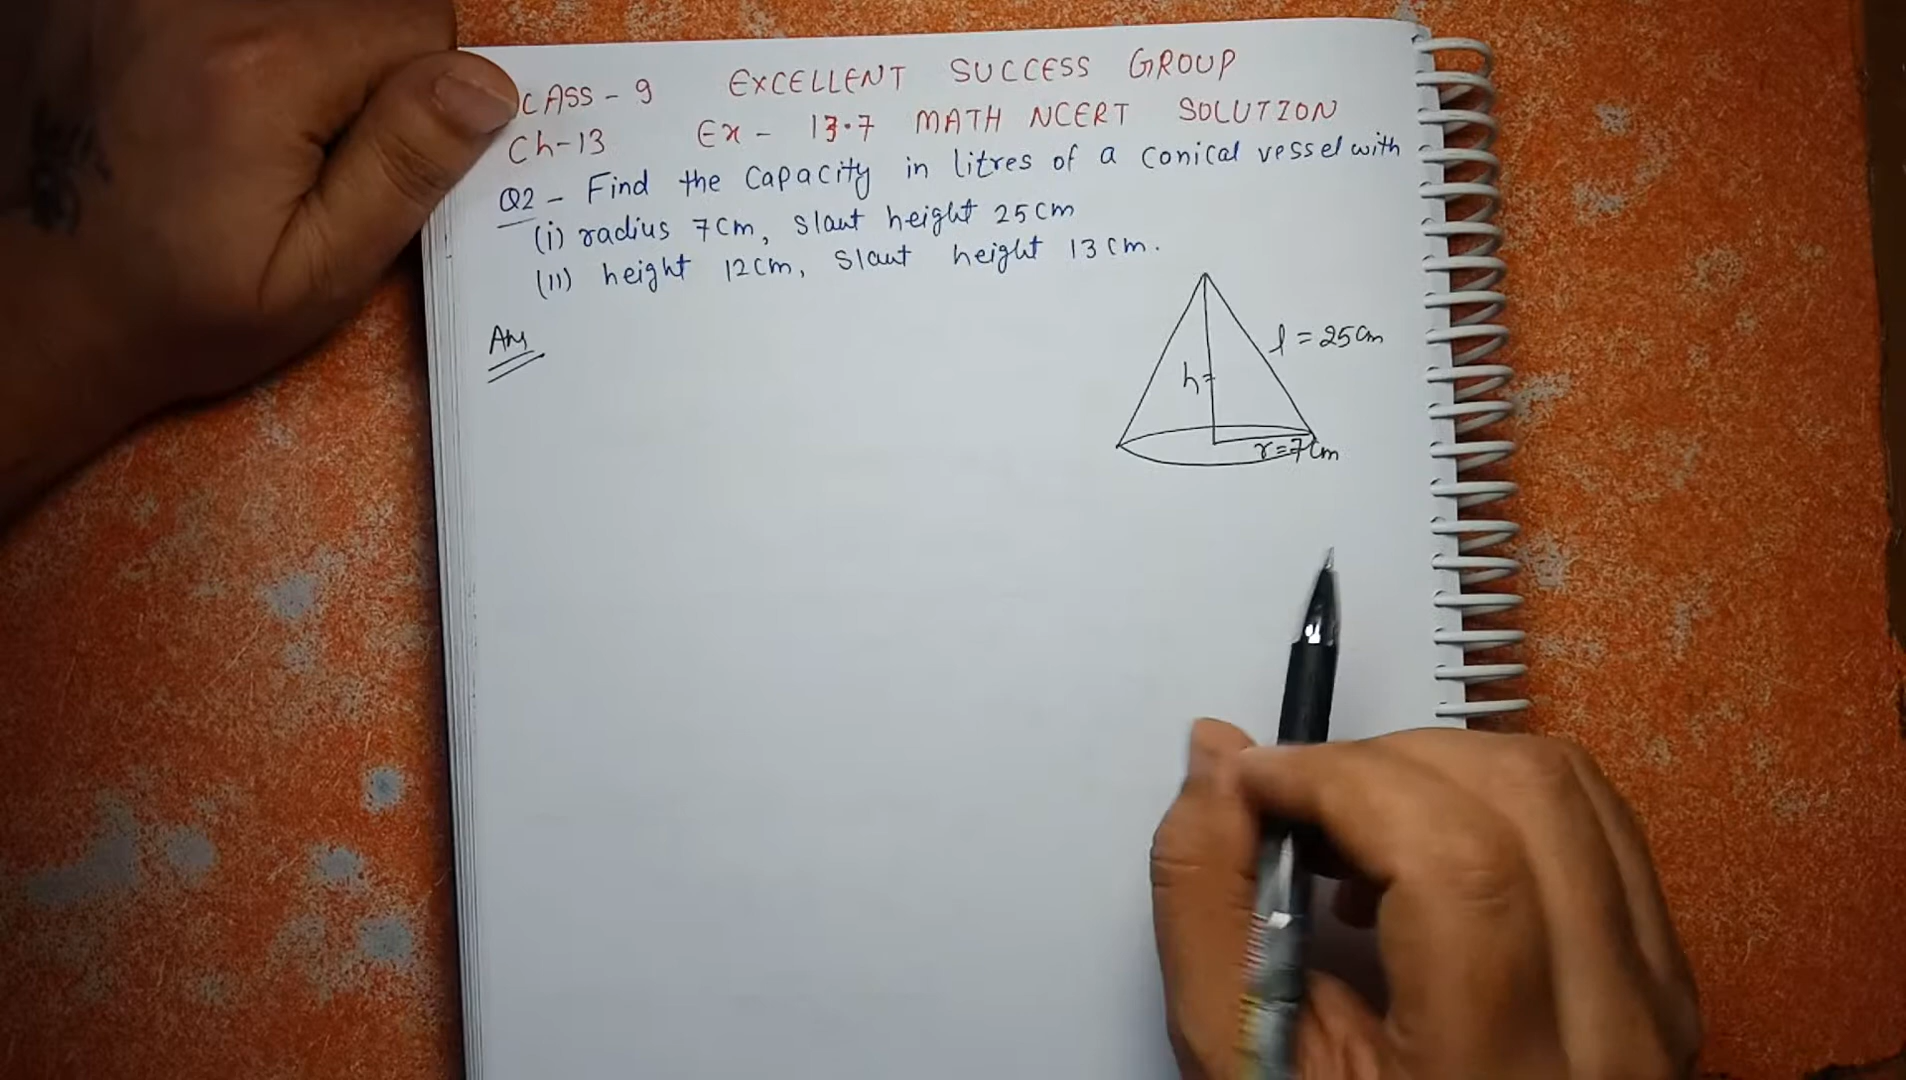 CASS - 9 EXCELLENT SUCCESS GROUP
Ch-13 Ex - 13.7 MATH NCERT SOLUTION
Q2 - Find the capacity in litres of a conical vessel with
(i) radius 7cm, slant height 25cm
(II) height 12cm, slant height 13cm.
Ans
l = 25cm
h=
r=7cm